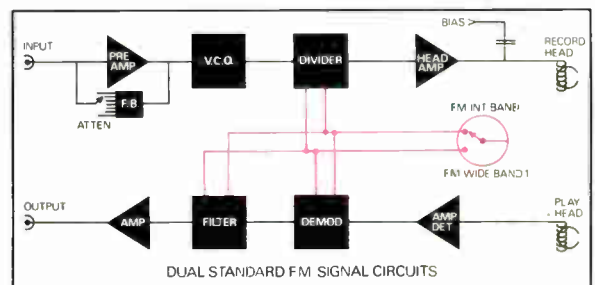 INPUT
PRE
AMP
F.B
ATTEN
V.C.O.
DIVIDER
HEAD
AMP
BIAS >
RECORD
HEAD
FM INT BAND
FM WIDE BAND 1
OUTPUT
AMP
FILTER
DEMOD
AMP
DET
PLAY
HEAD
DUAL STANDARD FM SIGNAL CIRCUITS